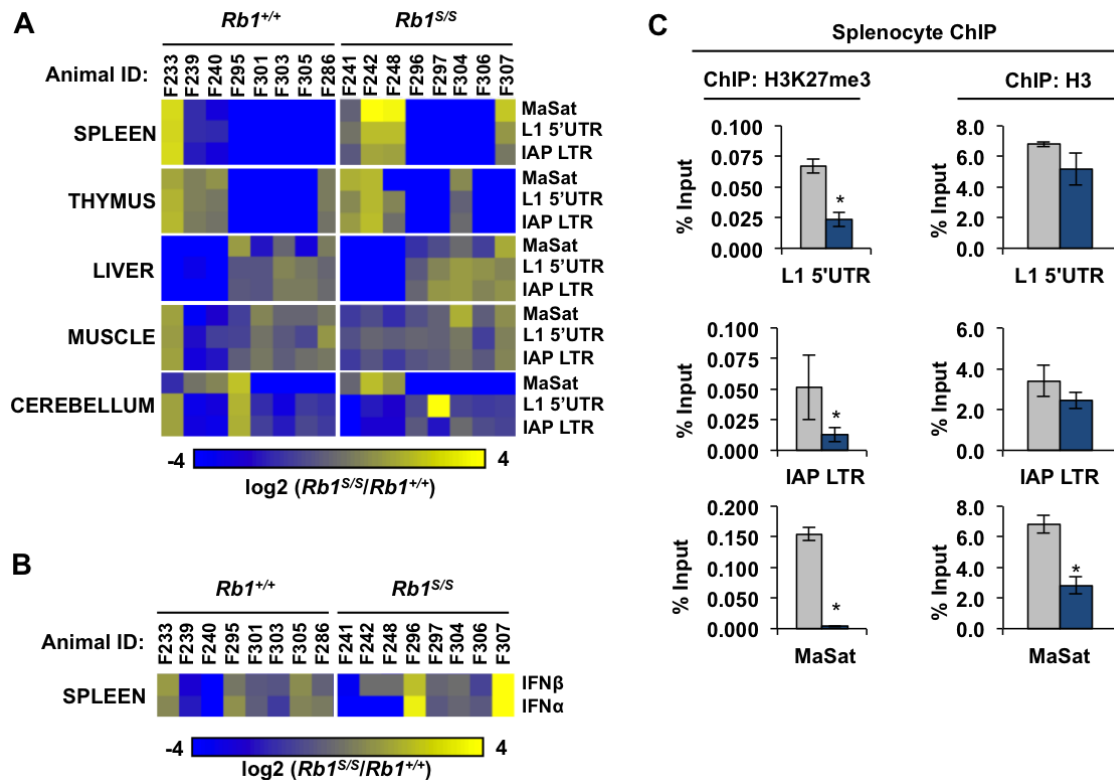 A
Rb1+/+ Rb1S/S
Animal ID: F233 F239 F240 F295 F301 F303 F305 F286 F241 F242 F248 F296 F297 F304 F306 F307
SPLEEN
MaSat
L1 5'UTR
IAP LTR
THYMUS
MaSat
L1 5'UTR
IAP LTR
LIVER
MaSat
L1 5'UTR
IAP LTR
MUSCLE
MaSat
L1 5'UTR
IAP LTR
CEREBELLUM
MaSat
L1 5'UTR
IAP LTR
-4 4
log2 (Rb1S/S/Rb1+/+)
B
Rb1+/+ Rb1S/S
Animal ID: F233 F239 F240 F295 F301 F303 F305 F286 F241 F242 F248 F296 F297 F304 F306 F307
SPLEEN
IFNβ
IFNα
-4 4
log2 (Rb1S/S/Rb1+/+)
C
Splenocyte ChIP
ChIP: H3K27me3 ChIP: H3
% Input
0.100
0.075
0.050
0.025
0.000
*
L1 5'UTR
% Input
8.0
6.0
4.0
2.0
0.0
L1 5'UTR
% Input
0.100
0.075
0.050
0.025
0.000
*
IAP LTR
% Input
6.0
4.0
2.0
0.0
IAP LTR
% Input
0.200
0.150
0.100
0.050
0.000
*
MaSat
% Input
8.0
6.0
4.0
2.0
0.0
*
MaSat